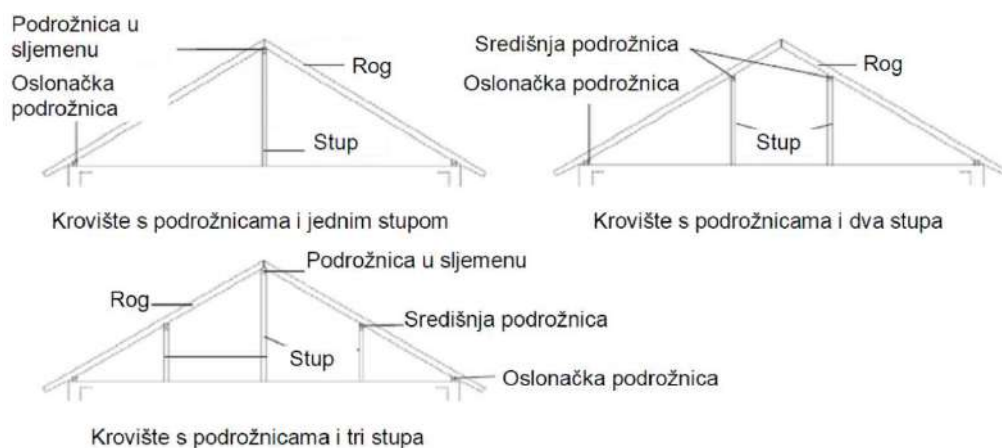 Podrožnica u
sljemenu
Rog
Oslonačka
podrožnica
Stup
Krovište s podrožnicama i jednim stupom
Središnja podrožnica
Rog
Oslonačka podrožnica
Stup
Krovište s podrožnicama i dva stupa
Podrožnica u sljemenu
Rog
Središnja podrožnica
Stup
Oslonačka podrožnica
Krovište s podrožnicama i tri stupa